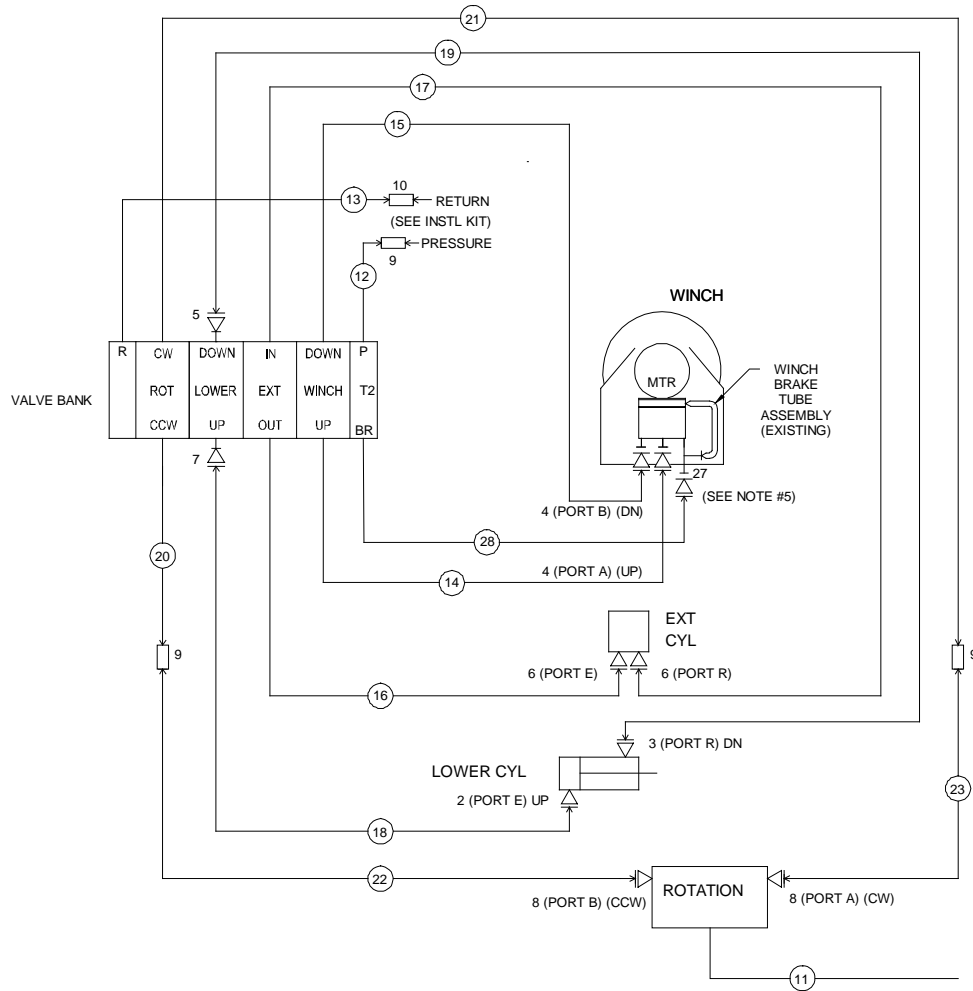 21
19
17
15
10
13
RETURN
(SEE INSTL KIT)
PRESSURE
9
12
WINCH
5
R
CW
DOWN
IN
DOWN
P
MTR
WINCH
BRAKE
TUBE
ASSEMBLY
(EXISTING)
VALVE BANK
ROT
LOWER
EXT
WINCH
T2
CCW
UP
OUT
UP
BR
7
27
(SEE NOTE #5)
4 (PORT B) (DN)
28
20
14
4 (PORT A) (UP)
EXT
CYL
9
9
6 (PORT E)
6 (PORT R)
16
3 (PORT R) DN
LOWER CYL
2 (PORT E) UP
23
18
22
ROTATION
8 (PORT B) (CCW)
8 (PORT A) (CW)
11